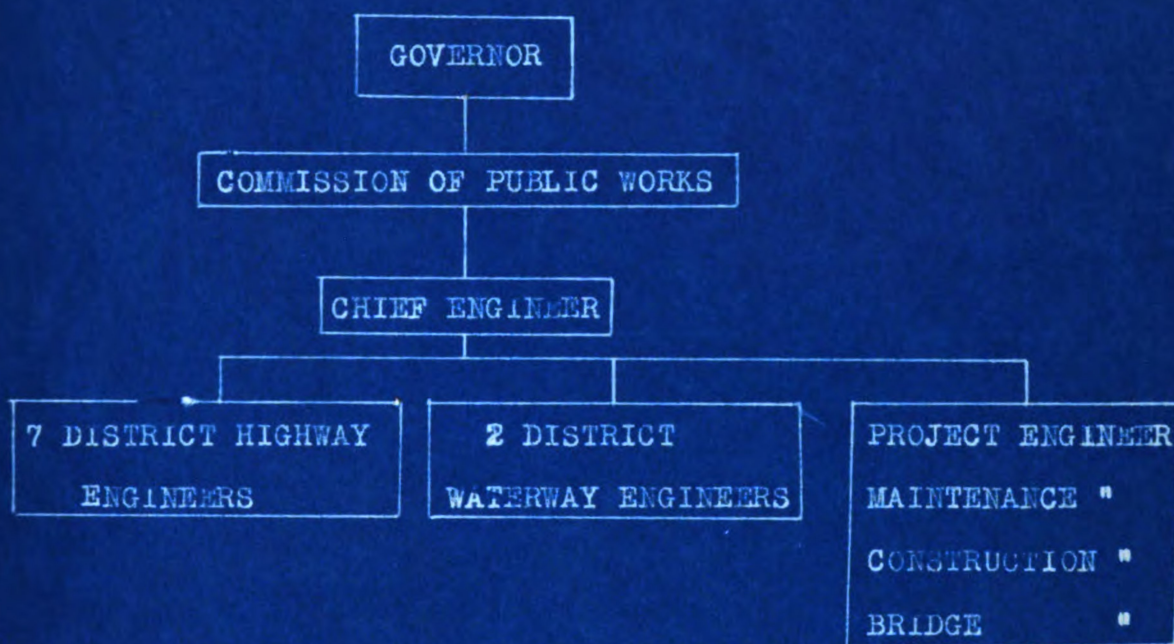 GOVERNOR
COMMISSION OF PUBLIC WORKS
CHIEF ENGINEER
7 DISTRICT HIGHWAY
ENGINEERS
2 DISTRICT
WATERWAY ENGINEERS
PROJECT ENGINEER
MAINTENANCE "
CONSTRUCTION "
BRIDGE "